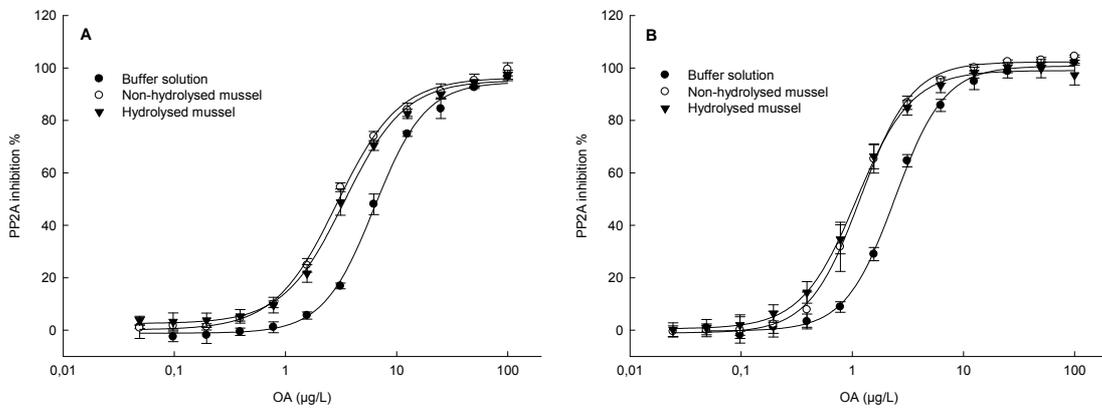 A
Buffer solution
Non-hydrolysed mussel
Hydrolysed mussel
PP2A inhibition %
120
100
80
60
40
20
0
0,01 0,1 1 10 100
OA (µg/L)
B
Buffer solution
Non-hydrolysed mussel
Hydrolysed mussel
PP2A inhibition %
120
100
80
60
40
20
0
0,01 0,1 1 10 100
OA (µg/L)